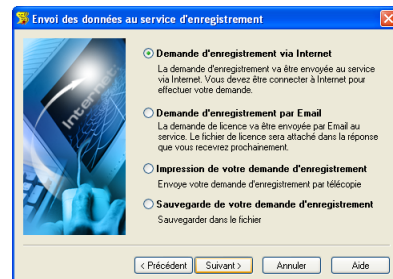 Envoi des données au service d'enregistrement
Internet
Demande d'enregistrement via Internet
La demande d'enregistrement va être envoyée au service
via Internet. Vous devez être connecter à Internet pour
effectuer votre demande.
Demande d'enregistrement par Email
La demande de licence va être envoyée par Email au
service. Le fichier de licence sera attaché dans la réponse
que vous recevrez prochainement.
Impression de votre demande d'enregistrement
Envoye votre demande d'enregistrement par télécopie
Sauvegarde de votre demande d'enregistrement
Sauvegarder dans le fichier
< Précédent Suivant > Annuler Aide